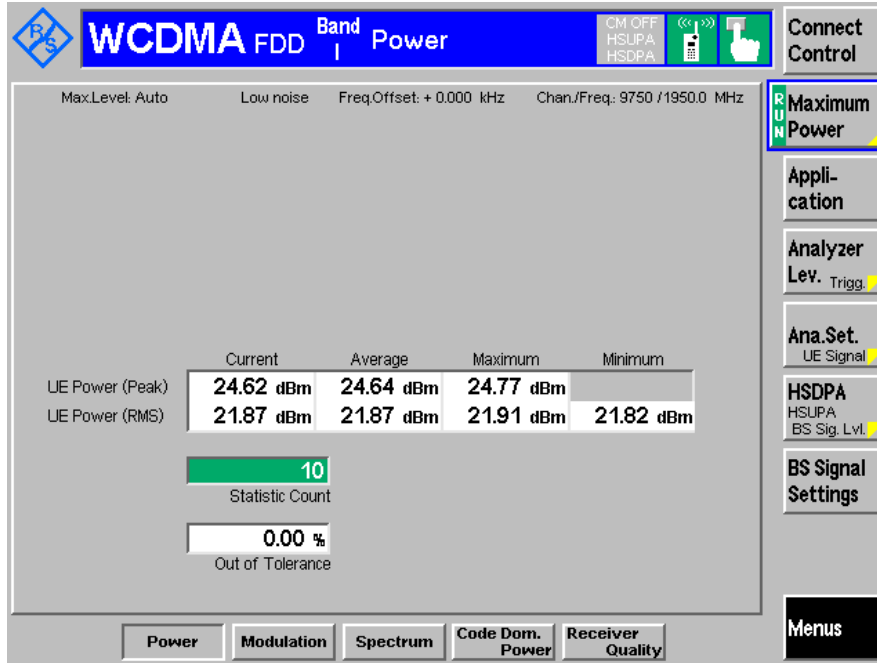 R/S
WCDMA FDD Band I Power
CM OFF
HSUPA
HSDPA
Connect Control
Max.Level: Auto Low noise Freq.Offset: + 0.000 kHz Chan./Freq.: 9750 /1950.0 MHz
RUN
Maximum Power
Appli-
cation
Analyzer
Lev. Trigg.
Ana.Set.
UE Signal
HSDPA
HSUPA
BS Sig. Lvl.
BS Signal
Settings
Current Average Maximum Minimum
UE Power (Peak) 24.62 dBm 24.64 dBm 24.77 dBm
UE Power (RMS) 21.87 dBm 21.87 dBm 21.91 dBm 21.82 dBm
10
Statistic Count
0.00 %
Out of Tolerance
Power Modulation Spectrum Code Dom. Power Receiver Quality
Menus